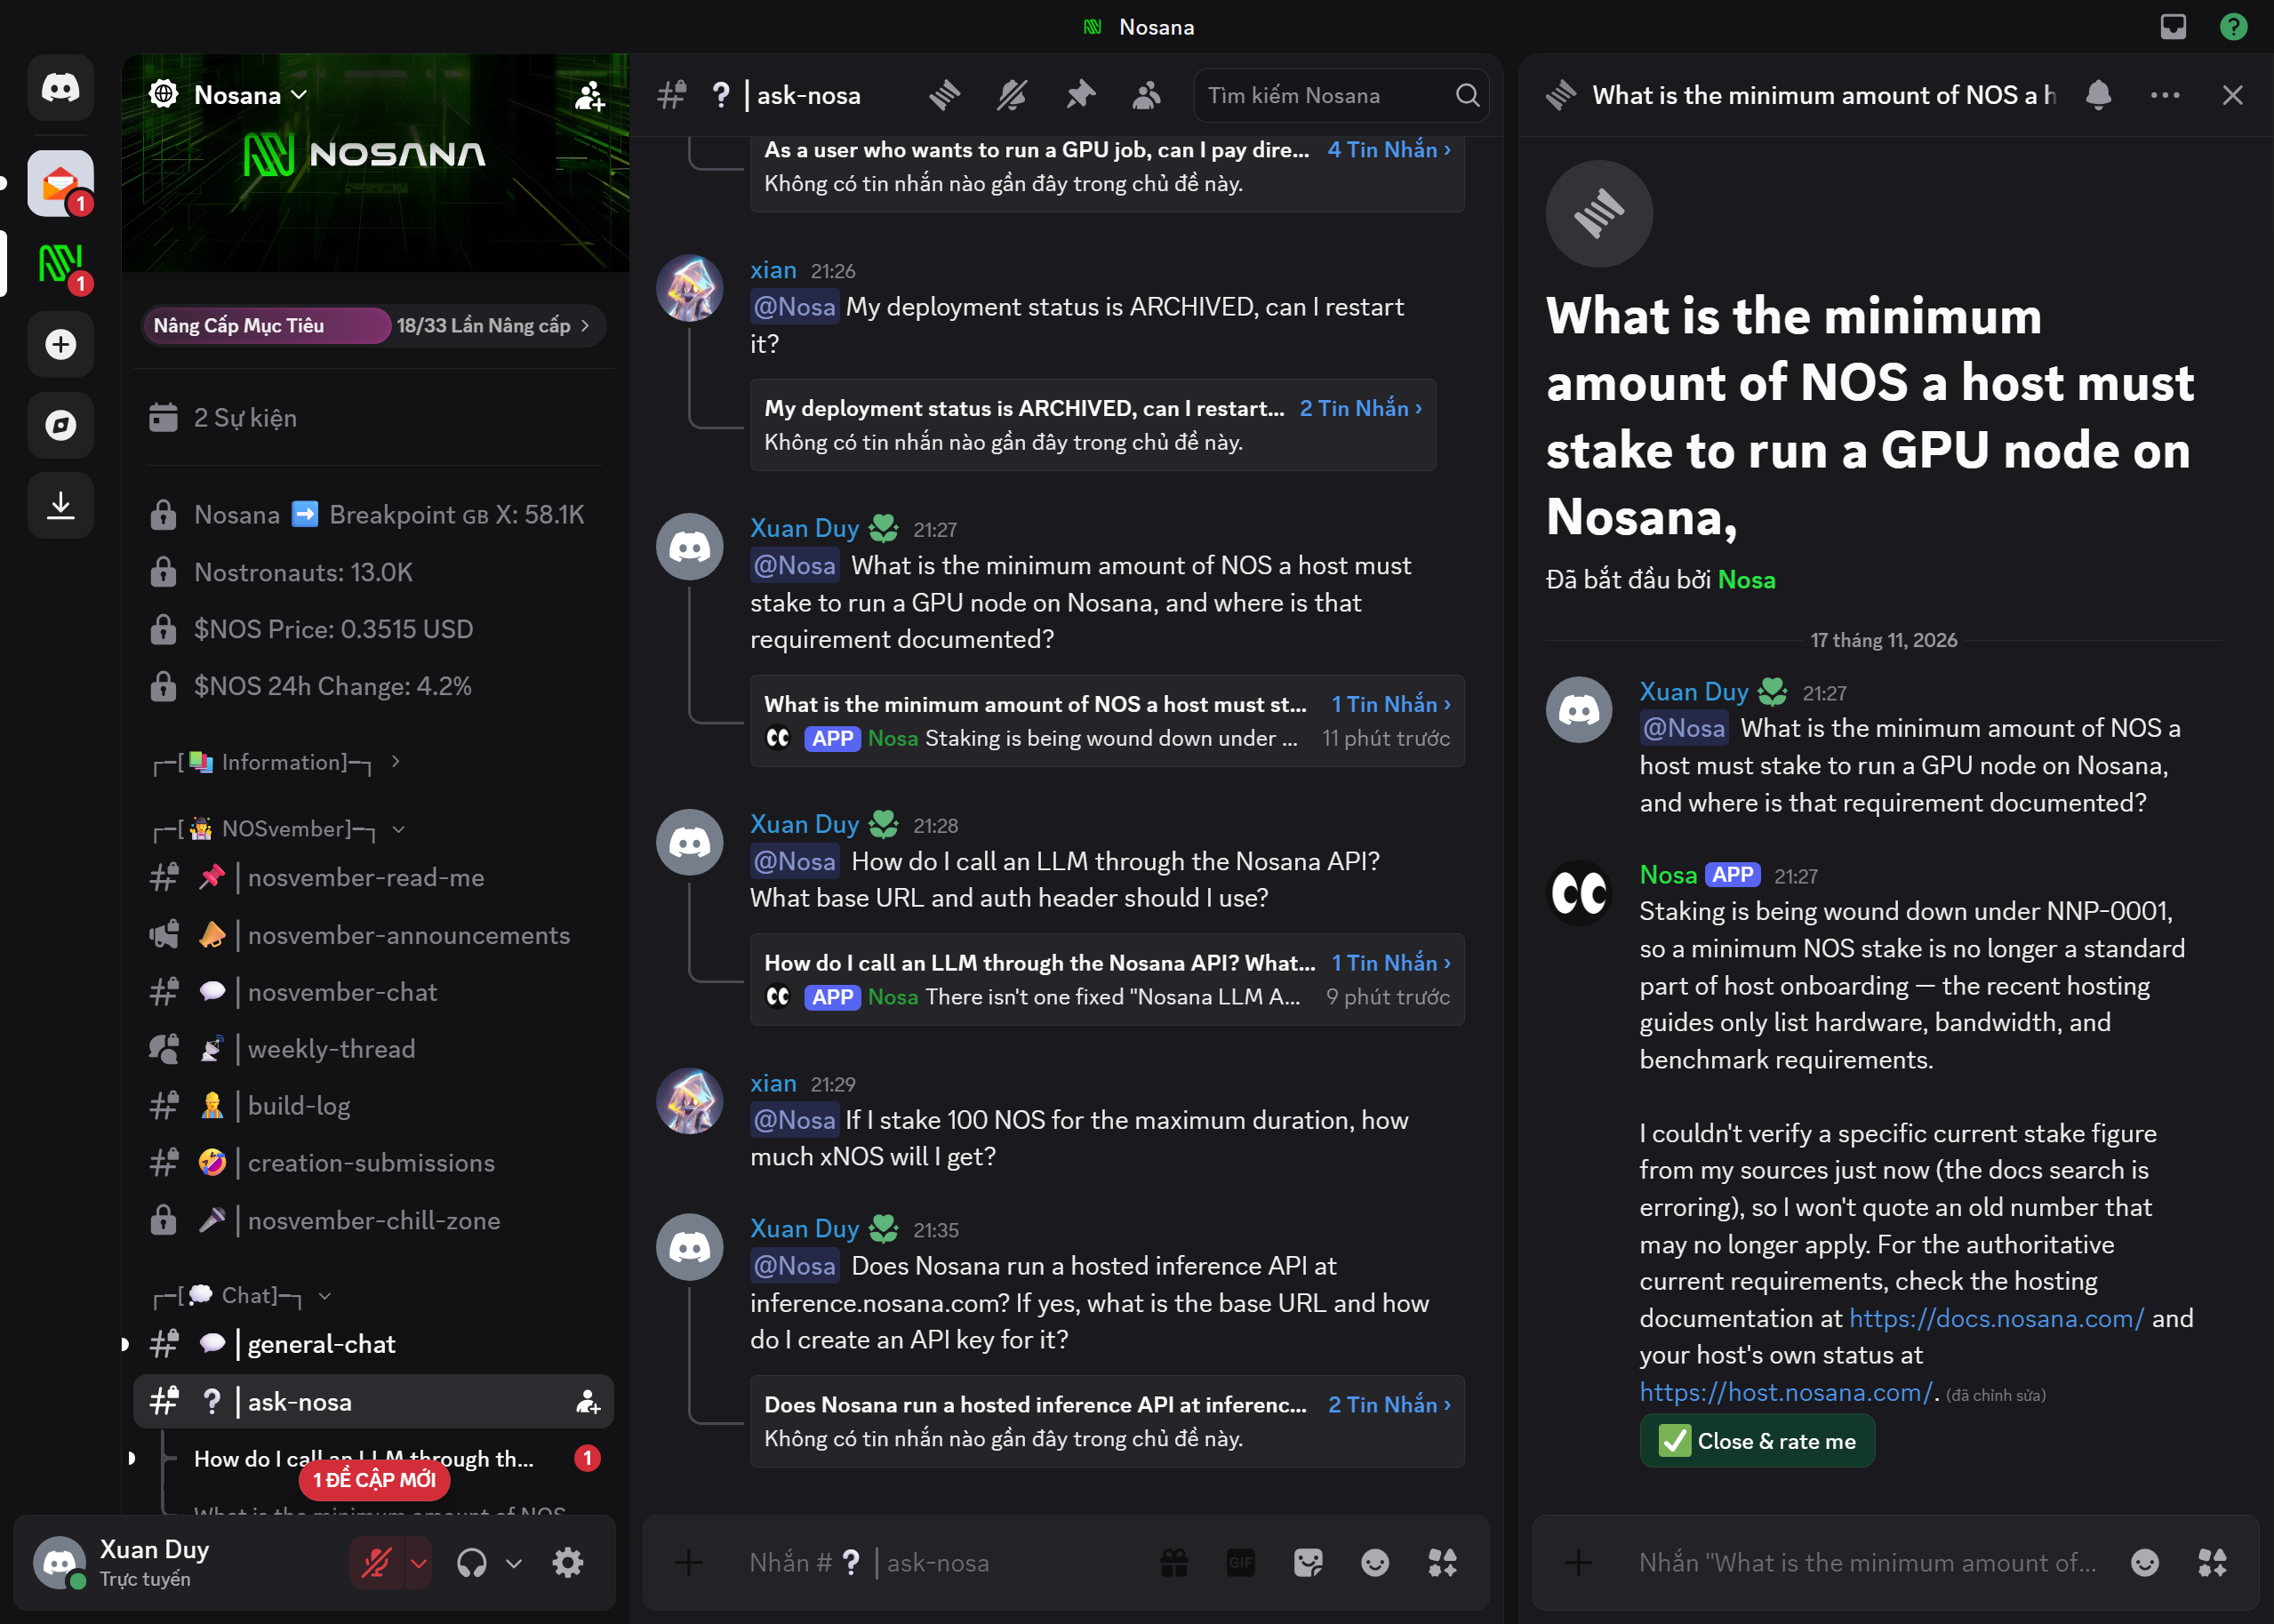 Nosana
1
1
Nosana
NOSANA
Nâng Cấp Mục Tiêu
18/33 Lần Nâng cấp
2 Sự kiện
Nosana ➡️ Breakpoint GB X: 58.1K
Nostronauts: 13.0K
$NOS Price: 0.3515 USD
$NOS 24h Change: 4.2%
┌─[ Information]─┐
┌─[ NOSvember]─┐
nosvember-read-me
nosvember-announcements
nosvember-chat
weekly-thread
build-log
creation-submissions
nosvember-chill-zone
┌─[ Chat]─┐
general-chat
❔ | ask-nosa
How do I call an LLM through th...
1
1 ĐỀ CẬP MỚI
What is the minimum amount of NOS
Xuan Duy
Trực tuyến
❔ | ask-nosa
Tìm kiếm Nosana
As a user who wants to run a GPU job, can I pay dire... 4 Tin Nhắn ›
Không có tin nhắn nào gần đây trong chủ đề này.
xian 21:26
@Nosa My deployment status is ARCHIVED, can I restart
it?
My deployment status is ARCHIVED, can I restart... 2 Tin Nhắn ›
Không có tin nhắn nào gần đây trong chủ đề này.
Xuan Duy 21:27
@Nosa What is the minimum amount of NOS a host must
stake to run a GPU node on Nosana, and where is that
requirement documented?
What is the minimum amount of NOS a host must st... 1 Tin Nhắn ›
APP Nosa Staking is being wound down under ... 11 phút trước
Xuan Duy 21:28
@Nosa How do I call an LLM through the Nosana API?
What base URL and auth header should I use?
How do I call an LLM through the Nosana API? What... 1 Tin Nhắn ›
APP Nosa There isn't one fixed "Nosana LLM A... 9 phút trước
xian 21:29
@Nosa If I stake 100 NOS for the maximum duration, how
much xNOS will I get?
Xuan Duy 21:35
@Nosa Does Nosana run a hosted inference API at
inference.nosana.com? If yes, what is the base URL and how
do I create an API key for it?
Does Nosana run a hosted inference API at inferenc... 2 Tin Nhắn ›
Không có tin nhắn nào gần đây trong chủ đề này.
Nhắn #❔ | ask-nosa
GIF
What is the minimum amount of NOS a h
What is the minimum
amount of NOS a host must
stake to run a GPU node on
Nosana,
Đã bắt đầu bởi Nosa
17 tháng 11, 2026
Xuan Duy 21:27
@Nosa What is the minimum amount of NOS a
host must stake to run a GPU node on Nosana,
and where is that requirement documented?
Nosa APP 21:27
Staking is being wound down under NNP-0001,
so a minimum NOS stake is no longer a standard
part of host onboarding — the recent hosting
guides only list hardware, bandwidth, and
benchmark requirements.
I couldn't verify a specific current stake figure
from my sources just now (the docs search is
erroring), so I won't quote an old number that
may no longer apply. For the authoritative
current requirements, check the hosting
documentation at https://docs.nosana.com/ and
your host's own status at
https://host.nosana.com/. (đã chỉnh sửa)
Close & rate me
Nhắn "What is the minimum amount of...